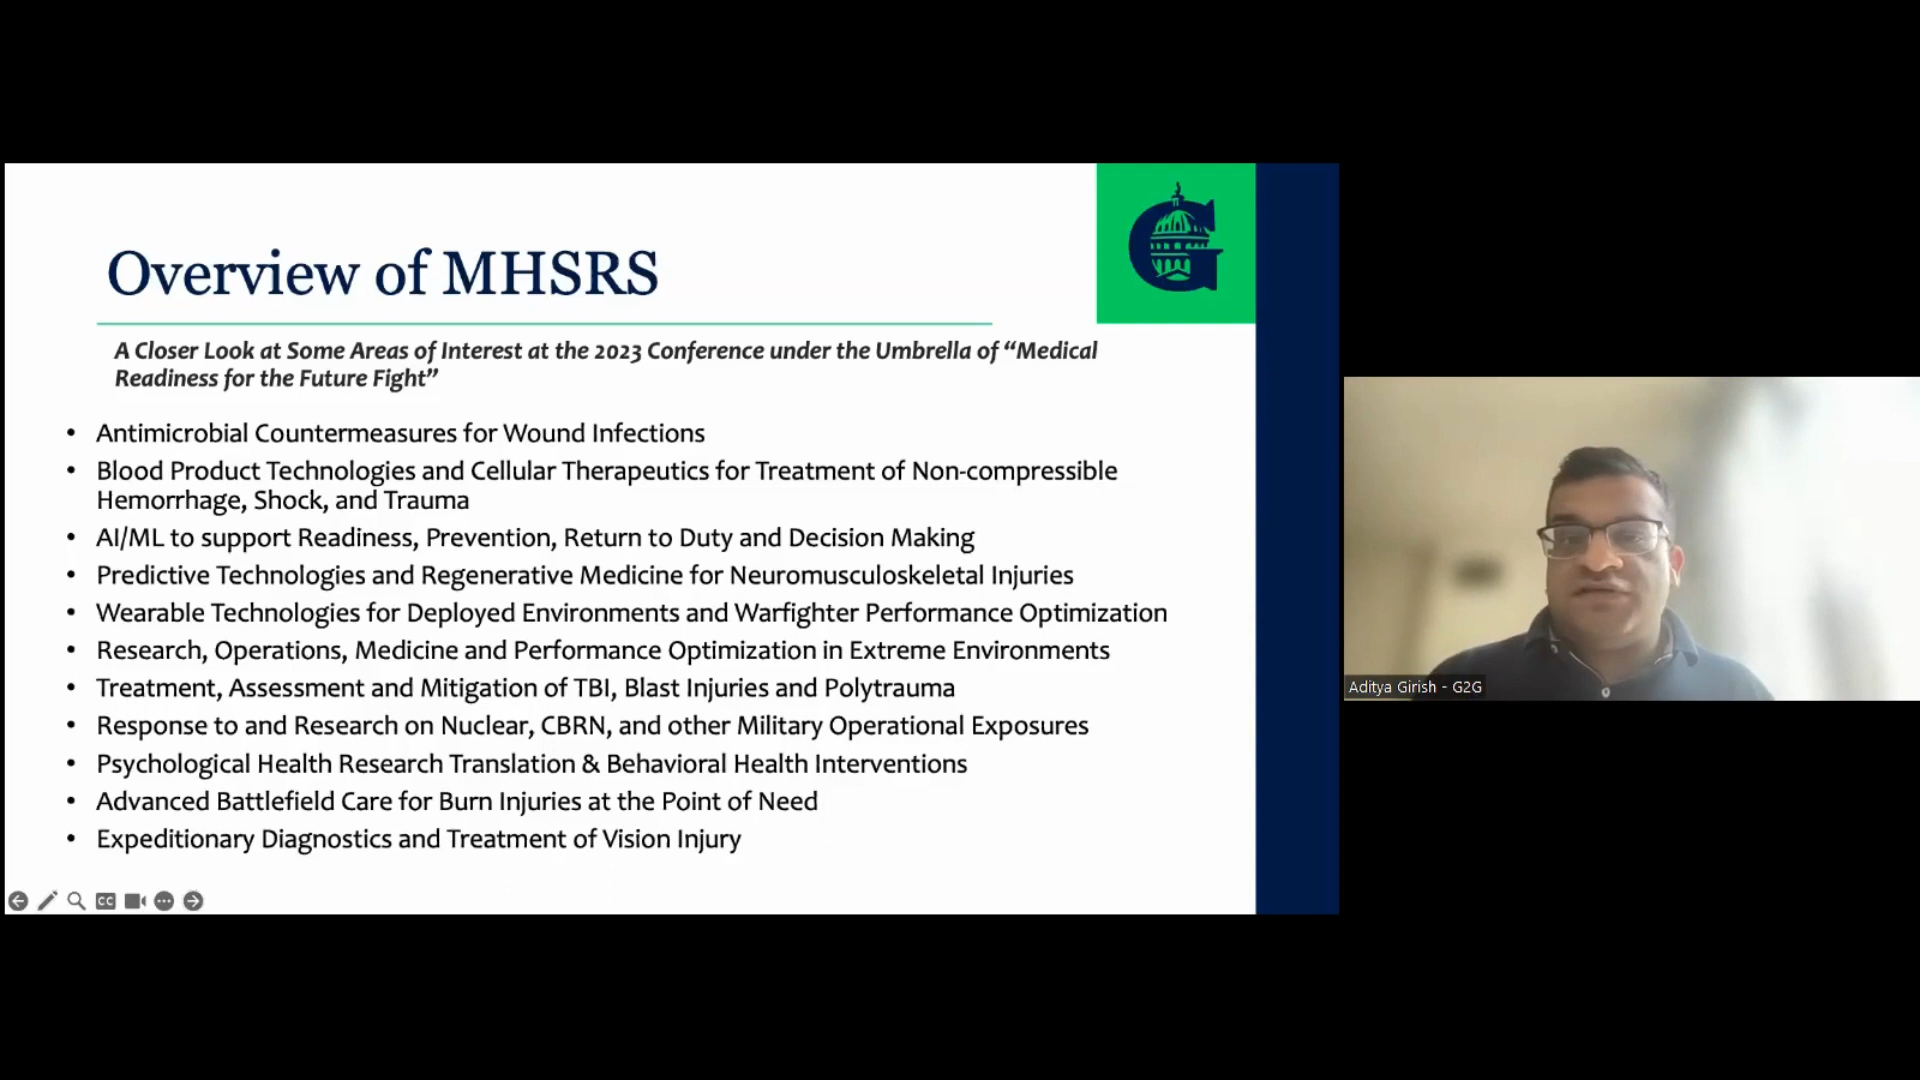 Overview of MHSRS
A Closer Look at Some Areas of Interest at the 2023 Conference under the Umbrella of “Medical
Readiness for the Future Fight”
• Antimicrobial Countermeasures for Wound Infections
• Blood Product Technologies and Cellular Therapeutics for Treatment of Non-compressible
Hemorrhage, Shock, and Trauma
• AI/ML to support Readiness, Prevention, Return to Duty and Decision Making
• Predictive Technologies and Regenerative Medicine for Neuromusculoskeletal Injuries
• Wearable Technologies for Deployed Environments and Warfighter Performance Optimization
• Research, Operations, Medicine and Performance Optimization in Extreme Environments
• Treatment, Assessment and Mitigation of TBI, Blast Injuries and Polytrauma
• Response to and Research on Nuclear, CBRN, and other Military Operational Exposures
• Psychological Health Research Translation & Behavioral Health Interventions
• Advanced Battlefield Care for Burn Injuries at the Point of Need
• Expeditionary Diagnostics and Treatment of Vision Injury
CC
G
Aditya Girish - G2G